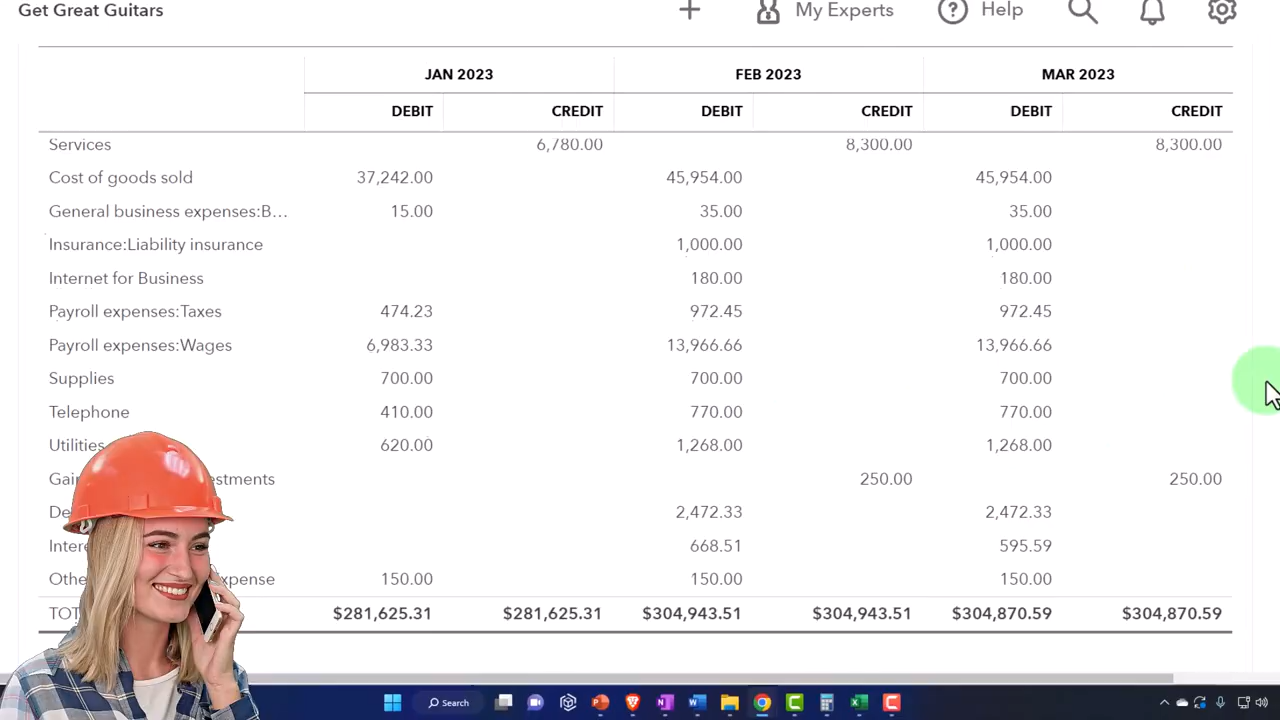 Get Great Guitars My Experts Help
JAN 2023 FEB 2023 MAR 2023
DEBIT CREDIT DEBIT CREDIT DEBIT CREDIT
Services 6,780.00 8,300.00 8,300.00
Cost of goods sold 37,242.00 45,954.00 45,954.00
General business expenses:B... 15.00 35.00 35.00
Insurance:Liability insurance 1,000.00 1,000.00
Internet for Business 180.00 180.00
Payroll expenses:Taxes 474.23 972.45 972.45
Payroll expenses:Wages 6,983.33 13,966.66 13,966.66
Supplies 700.00 700.00 700.00
Telephone 410.00 770.00 770.00
Utilities 620.00 1,268.00 1,268.00
250.00 250.00
2,472.33 2,472.33
668.51 595.59
150.00 150.00 150.00
$281,625.31 $281,625.31 $304,943.51 $304,943.51 $304,870.59 $304,870.59
Search